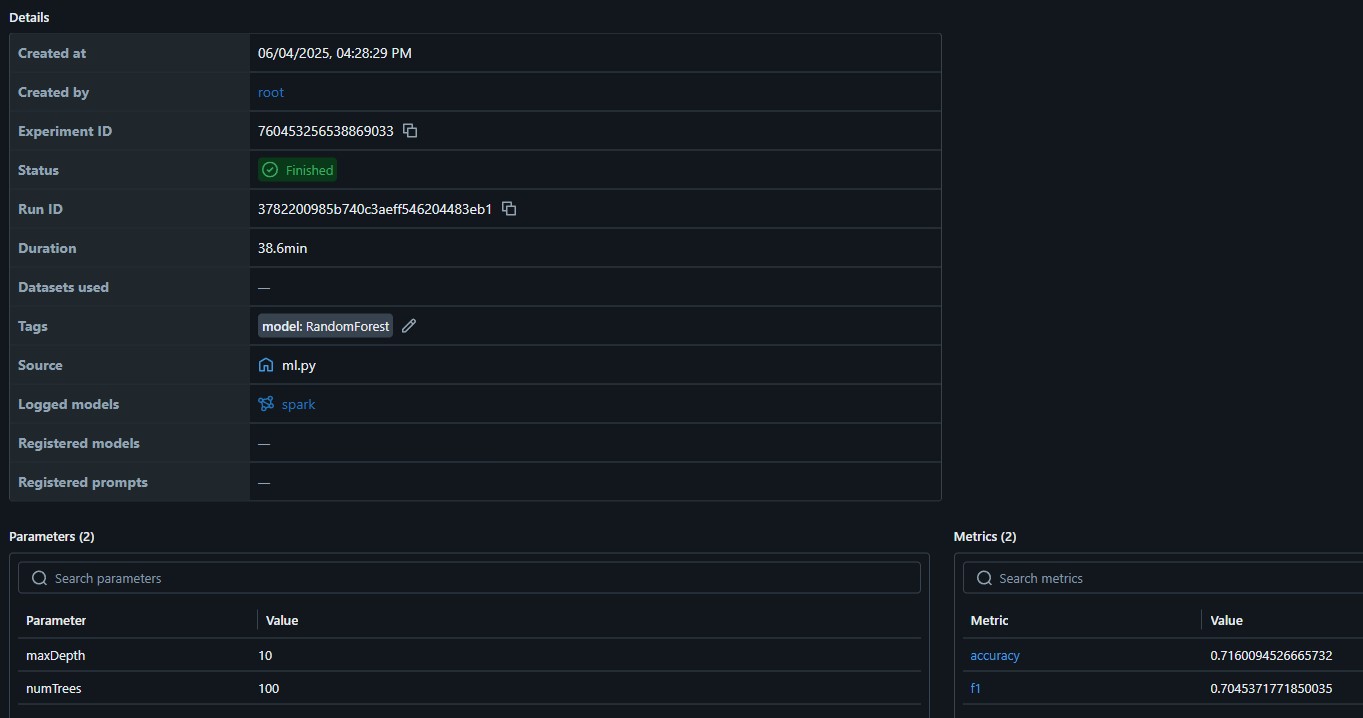 Details
Created at 06/04/2025, 04:28:29 PM
Created by root
Experiment ID 760453256538869033
Status Finished
Run ID 3782200985b740c3aeff546204483eb1
Duration 38.6min
Datasets used —
Tags model: RandomForest
Source ml.py
Logged models spark
Registered models —
Registered prompts —
Parameters (2)
Search parameters
Parameter Value
maxDepth 10
numTrees 100
Metrics (2)
Search metrics
Metric Value
accuracy 0.7160094526665732
f1 0.7045371771850035